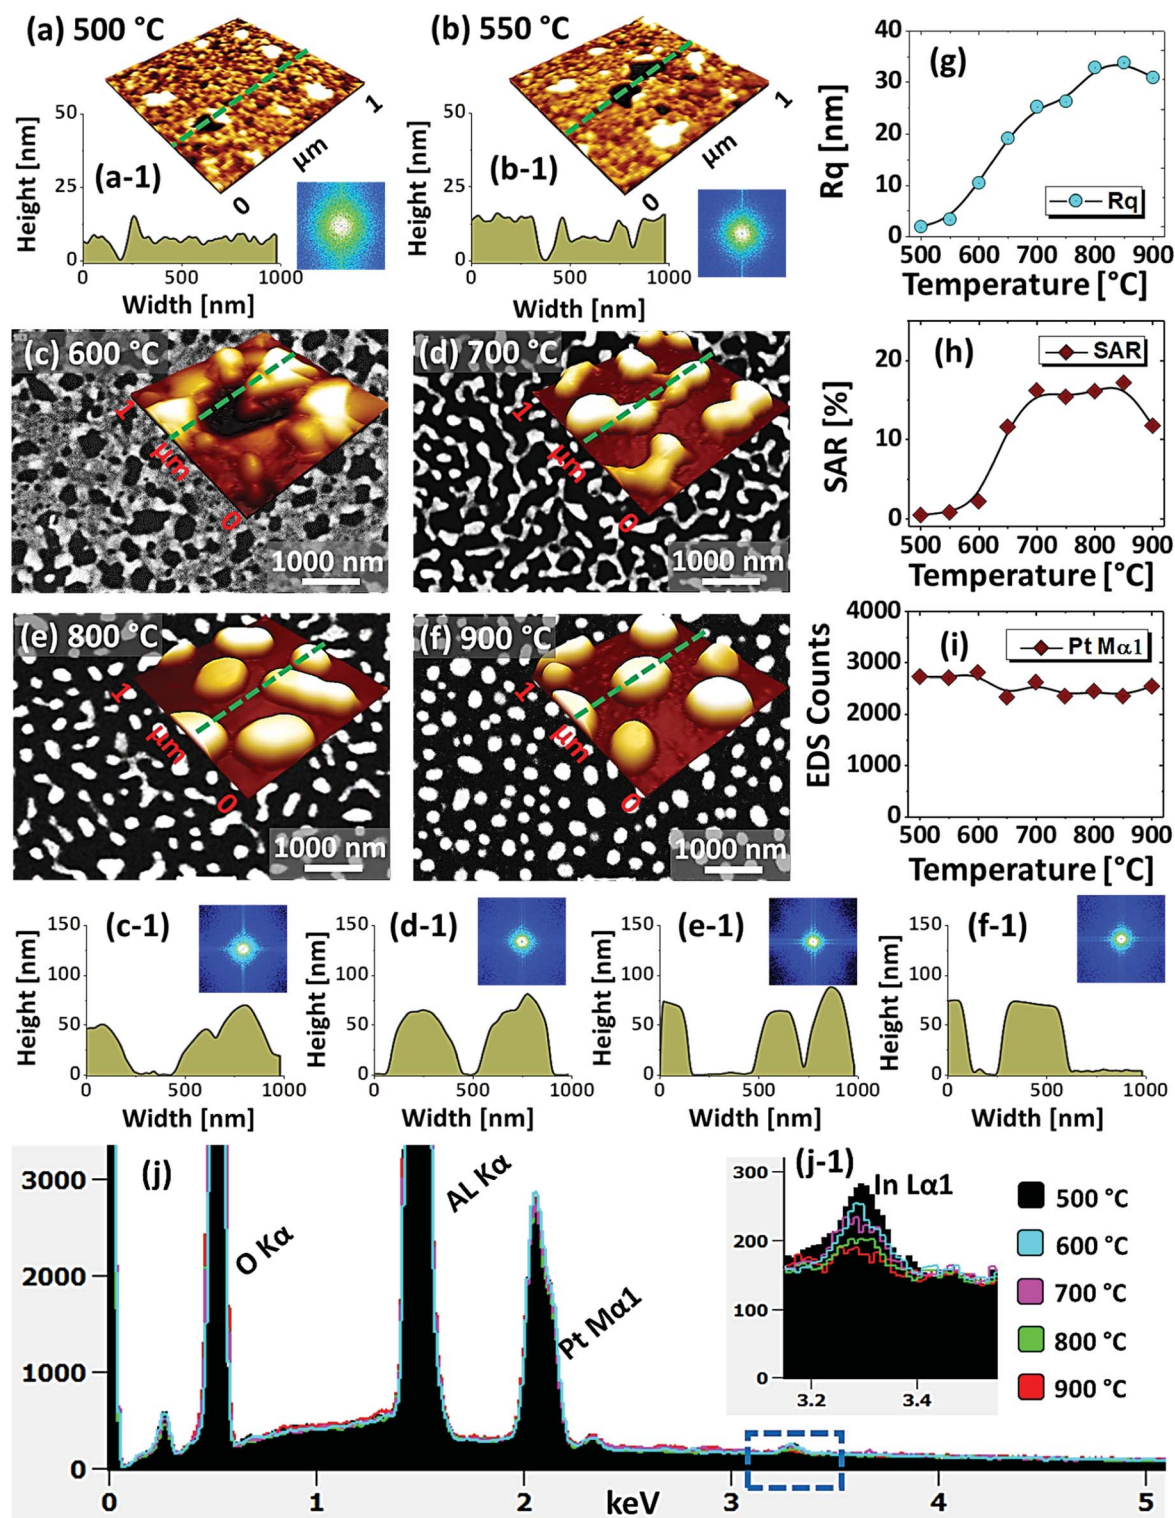 (a) 500 °C
1
μm
0
50
25
0
Height [nm]
(a-1)
0
500
1000
Width [nm]
(b) 550 °C
1
μm
0
50
25
0
Height [nm]
(b-1)
0
500
1000
Width [nm]
(g)
40
30
20
10
0
Rq [nm]
Rq
500 600 700 800 900
Temperature [°C]
(c) 600 °C
1
μm
0
1000 nm
(d) 700 °C
1
μm
0
1000 nm
(h)
SAR
20
10
0
SAR [%]
500 600 700 800 900
Temperature [°C]
(e) 800 °C
1
μm
0
1000 nm
(f) 900 °C
1
μm
0
1000 nm
(i)
Pt Mα1
4000
3000
2000
1000
0
EDS Counts
500 600 700 800 900
Temperature [°C]
(c-1)
150
100
50
0
Height [nm]
0 500 1000
Width [nm]
(d-1)
150
100
50
0
Height [nm]
0 500 1000
Width [nm]
(e-1)
150
100
50
0
Height [nm]
0 500 1000
Width [nm]
(f-1)
150
100
50
0
Height [nm]
0 500 1000
Width [nm]
(j)
3000
2000
1000
0
O Kα
AL Kα
Pt Mα1
0 1 2 3 4 5
keV
(j-1)
In Lα1
300
200
100
0
3.2 3.4
500 °C
600 °C
700 °C
800 °C
900 °C